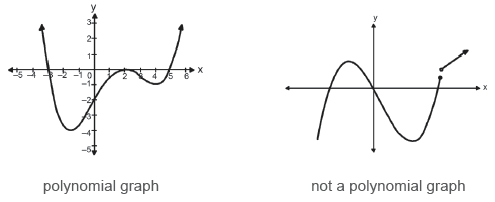 y
3
2
1
-5 -4 -3 -2 -1 0 1 2 3 4 5 6 x
-1
-2
-3
-4
-5
y
x
polynomial graph
not a polynomial graph